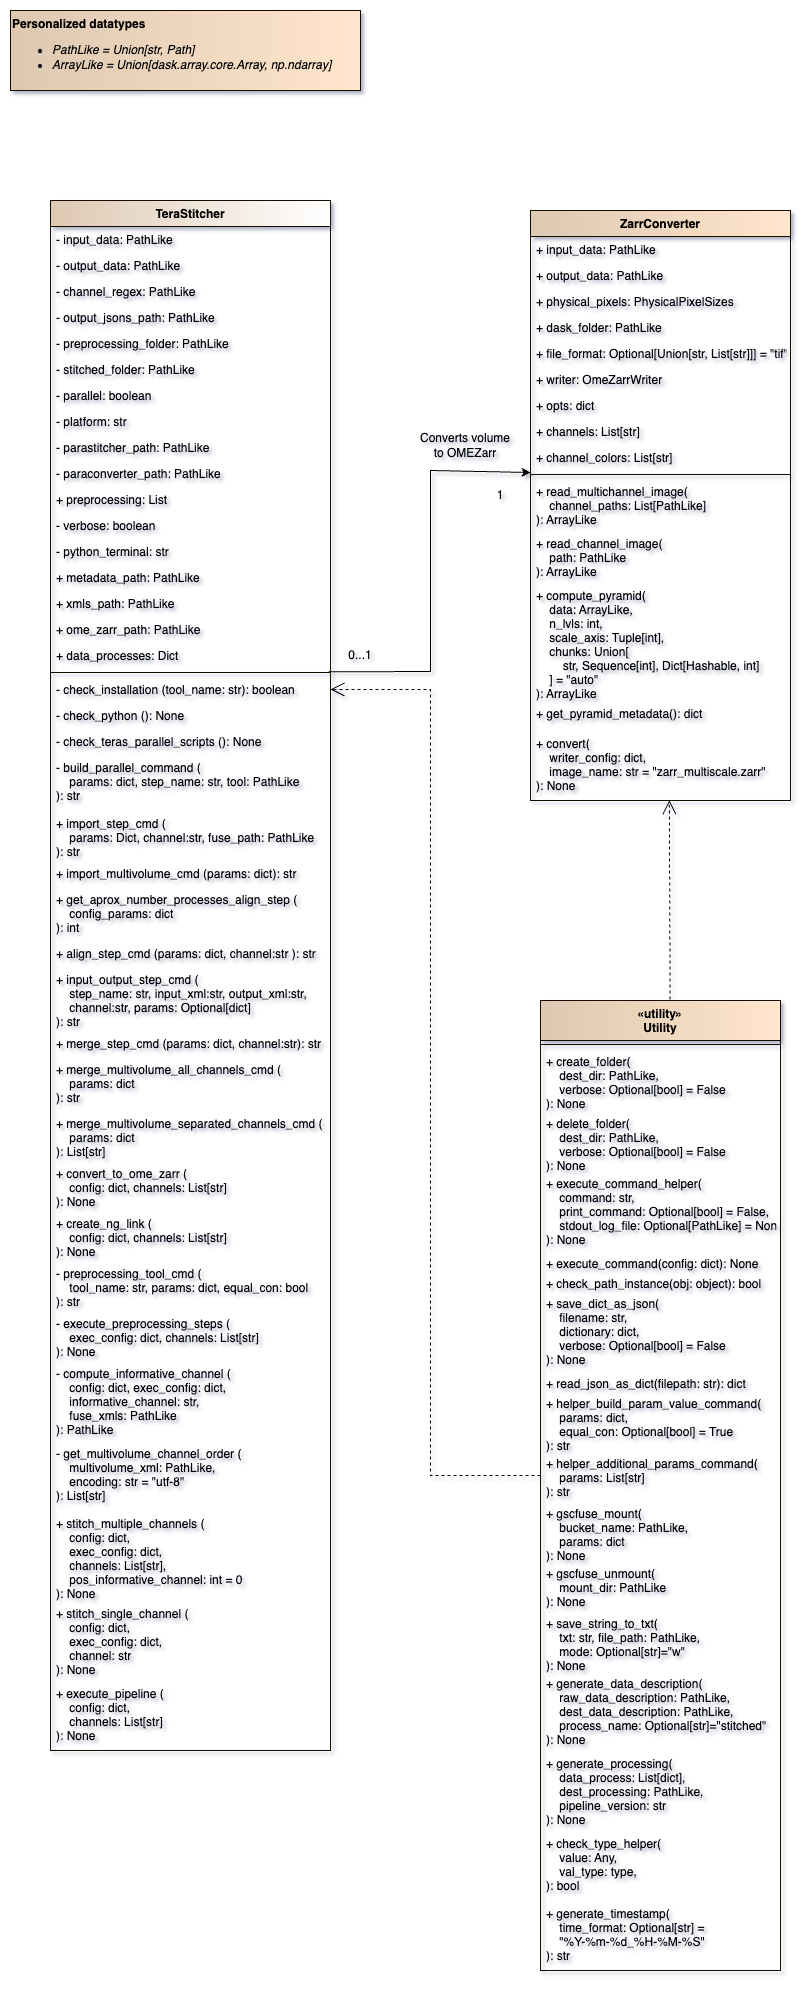 Personalized datatypes
• PathLike = Union[str, Path]
• ArrayLike = Union[dask.array.core.Array, np.ndarray]
TeraStitcher
- input_data: PathLike
- output_data: PathLike
- channel_regex: PathLike
- output_jsons_path: PathLike
- preprocessing_folder: PathLike
- stitched_folder: PathLike
- parallel: boolean
- platform: str
- parastitcher_path: PathLike
- paraconverter_path: PathLike
+ preprocessing: List
- verbose: boolean
- python_terminal: str
+ metadata_path: PathLike
+ xmls_path: PathLike
+ ome_zarr_path: PathLike
+ data_processes: Dict
- check_installation (tool_name: str): boolean
- check_python (): None
- check_teras_parallel_scripts (): None
- build_parallel_command (
params: dict, step_name: str, tool: PathLike
): str
+ import_step_cmd (
params: Dict, channel:str, fuse_path: PathLike
): str
+ import_multivolume_cmd (params: dict): str
+ get_aprox_number_processes_align_step (
config_params: dict
): int
+ align_step_cmd (params: dict, channel:str ): str
+ input_output_step_cmd (
step_name: str, input_xml:str, output_xml:str,
channel:str, params: Optional[dict]
): str
+ merge_step_cmd (params: dict, channel:str): str
+ merge_multivolume_all_channels_cmd (
params: dict
): str
+ merge_multivolume_separated_channels_cmd (
params: dict
): List[str]
+ convert_to_ome_zarr (
config: dict, channels: List[str]
): None
+ create_ng_link (
config: dict, channels: List[str]
): None
- preprocessing_tool_cmd (
tool_name: str, params: dict, equal_con: bool
): str
- execute_preprocessing_steps (
exec_config: dict, channels: List[str]
): None
- compute_informative_channel (
config: dict, exec_config: dict,
informative_channel: str,
fuse_xmls: PathLike
): PathLike
- get_multivolume_channel_order (
multivolume_xml: PathLike,
encoding: str = "utf-8"
): List[str]
+ stitch_multiple_channels (
config: dict,
exec_config: dict,
channels: List[str],
pos_informative_channel: int = 0
): None
+ stitch_single_channel (
config: dict,
exec_config: dict,
channel: str
): None
+ execute_pipeline (
config: dict,
channels: List[str]
): None
Converts volume
to OMEZarr
1
0...1
ZarrConverter
+ input_data: PathLike
+ output_data: PathLike
+ physical_pixels: PhysicalPixelSizes
+ dask_folder: PathLike
+ file_format: Optional[Union[str, List[str]]] = "tif"
+ writer: OmeZarrWriter
+ opts: dict
+ channels: List[str]
+ channel_colors: List[str]
+ read_multichannel_image(
channel_paths: List[PathLike]
): ArrayLike
+ read_channel_image(
path: PathLike
): ArrayLike
+ compute_pyramid(
data: ArrayLike,
n_lvls: int,
scale_axis: Tuple[int],
chunks: Union[
str, Sequence[int], Dict[Hashable, int]
] = "auto"
): ArrayLike
+ get_pyramid_metadata(): dict
+ convert(
writer_config: dict,
image_name: str = "zarr_multiscale.zarr"
): None
«utility»
Utility
+ create_folder(
dest_dir: PathLike,
verbose: Optional[bool] = False
): None
+ delete_folder(
dest_dir: PathLike,
verbose: Optional[bool] = False
): None
+ execute_command_helper(
command: str,
print_command: Optional[bool] = False,
stdout_log_file: Optional[PathLike] = Non
): None
+ execute_command(config: dict): None
+ check_path_instance(obj: object): bool
+ save_dict_as_json(
filename: str,
dictionary: dict,
verbose: Optional[bool] = False
): None
+ read_json_as_dict(filepath: str): dict
+ helper_build_param_value_command(
params: dict,
equal_con: Optional[bool] = True
): str
+ helper_additional_params_command(
params: List[str]
): str
+ gscfuse_mount(
bucket_name: PathLike,
params: dict
): None
+ gscfuse_unmount(
mount_dir: PathLike
): None
+ save_string_to_txt(
txt: str, file_path: PathLike,
mode: Optional[str]="w"
): None
+ generate_data_description(
raw_data_description: PathLike,
dest_data_description: PathLike,
process_name: Optional[str]="stitched"
): None
+ generate_processing(
data_process: List[dict],
dest_processing: PathLike,
pipeline_version: str
): None
+ check_type_helper(
value: Any,
val_type: type,
): bool
+ generate_timestamp(
time_format: Optional[str] =
"%Y-%m-%d_%H-%M-%S"
): str